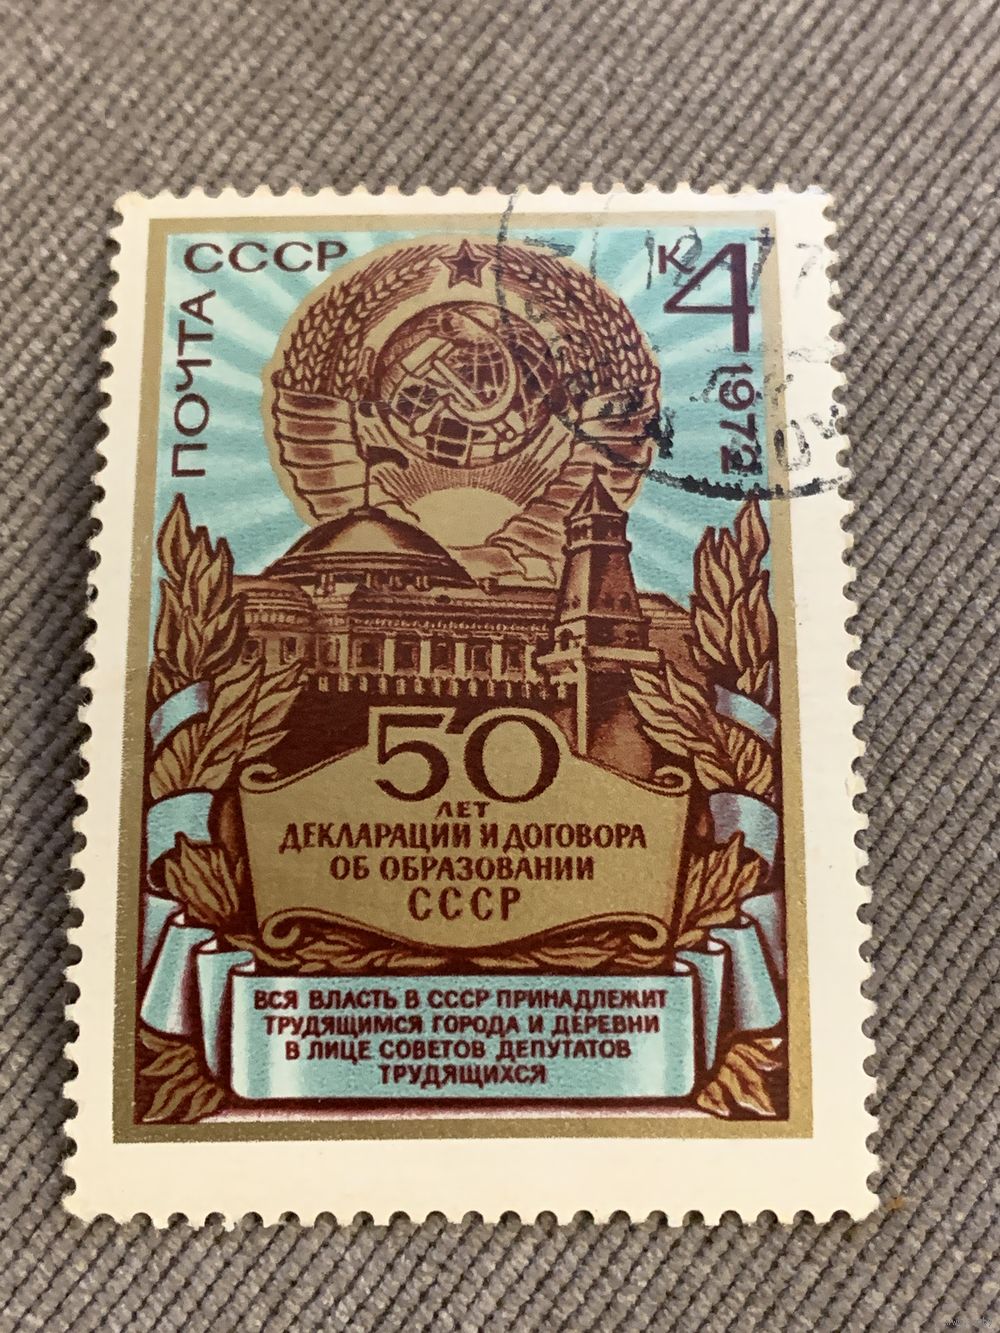 СССР
ПОЧТА
К4
1972
50
ЛЕТ
ДЕКЛАРАЦИИ И ДОГОВОРА
ОБ ОБРАЗОВАНИИ
СССР
ВСЯ ВЛАСТЬ В СССР ПРИНАДЛЕЖИТ
ТРУДЯЩИМСЯ ГОРОДА И ДЕРЕВНИ
В ЛИЦЕ СОВЕТОВ ДЕПУТАТОВ
ТРУДЯЩИХСЯ